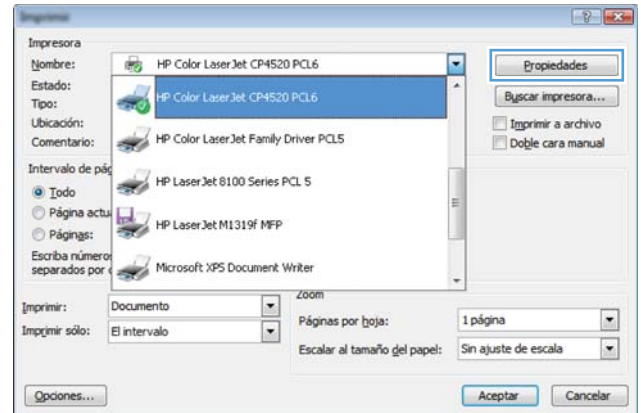 Imprimir
Impresora
Nombre: HP Color LaserJet CP4520 PCL6 Propiedades
Estado: HP Color LaserJet CP4520 PCL6 Buscar impresora...
Tipo:
Ubicación: HP Color LaserJet Family Driver PCL5 Imprimir a archivo
Comentario: Doble cara manual
Intervalo de pág HP LaserJet 8100 Series PCL 5
Todo
Página actu HP LaserJet M1319f MFP
Páginas:
Escriba número Microsoft XPS Document Writer
separados por
Zoom
Imprimir: Documento Páginas por hoja: 1 página
Imprimir sólo: El intervalo Escalar al tamaño del papel: Sin ajuste de escala
Opciones... Aceptar Cancelar